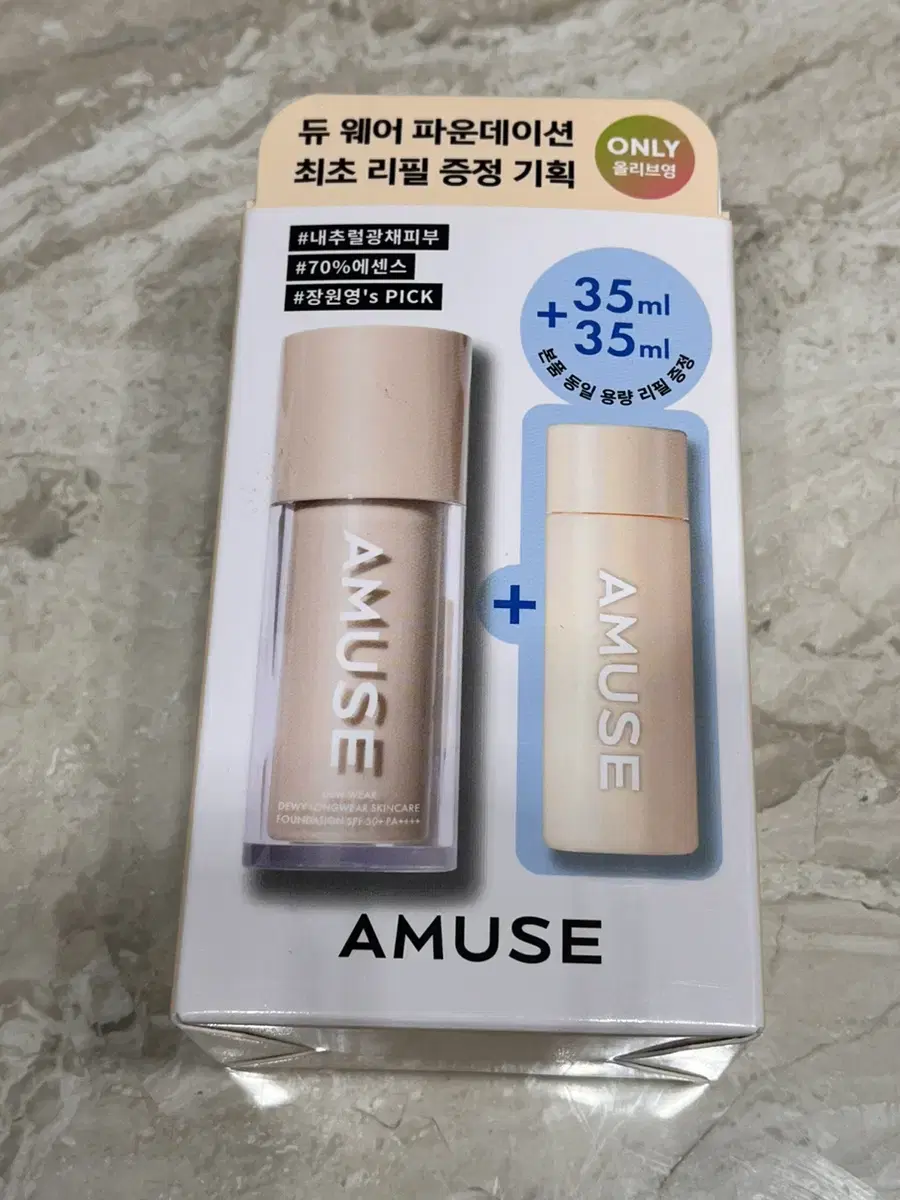 듀 웨어 파운데이션
최초 리필 증정 기획
ONLY
올리브영
#내추럴광채피부
#70%에센스
#장원영's PICK
+35ml
35ml
본품 동일 용량 리필 증정
AMUSE
DEW WEAR
DEWY LONGWEAR SKINCARE
FOUNDATION SPF 50+ PA++++
+
AMUSE
AMUSE